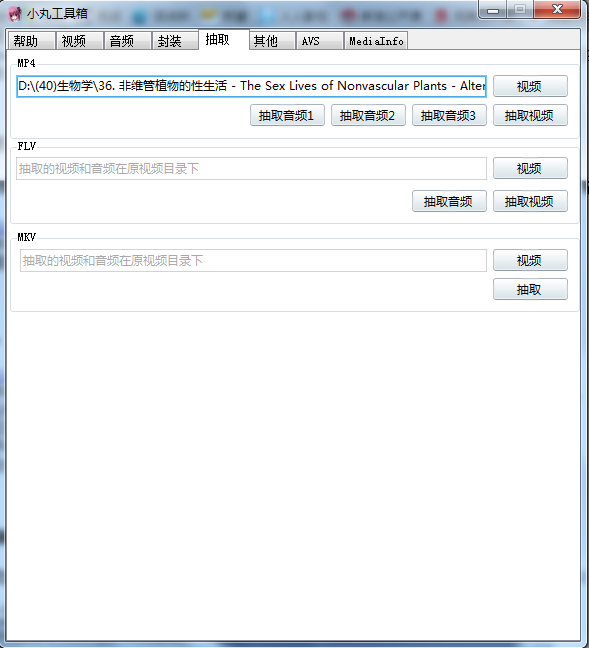 小丸工具箱
帮助 视频 音频 封装 抽取 其他 AVS MediaInfo
MP4
D:\(40)生物学\36. 非维管植物的性生活 - The Sex Lives of Nonvascular Plants - Alter 视频
抽取音频1 抽取音频2 抽取音频3 抽取视频
FLV
抽取的视频和音频在原视频目录下 视频
抽取音频 抽取视频
MKV
抽取的视频和音频在原视频目录下 视频
抽取